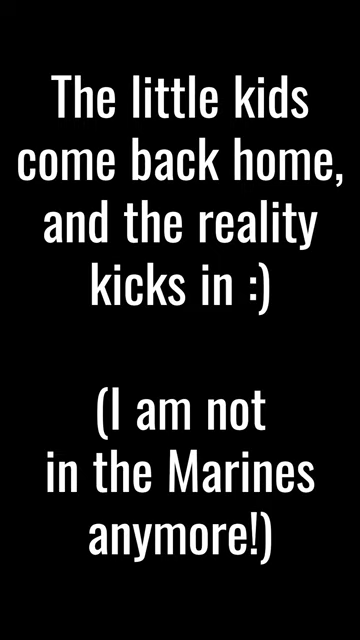 The little kids
come back home,
and the reality
kicks in :)
(I am not
in the Marines
anymore!)